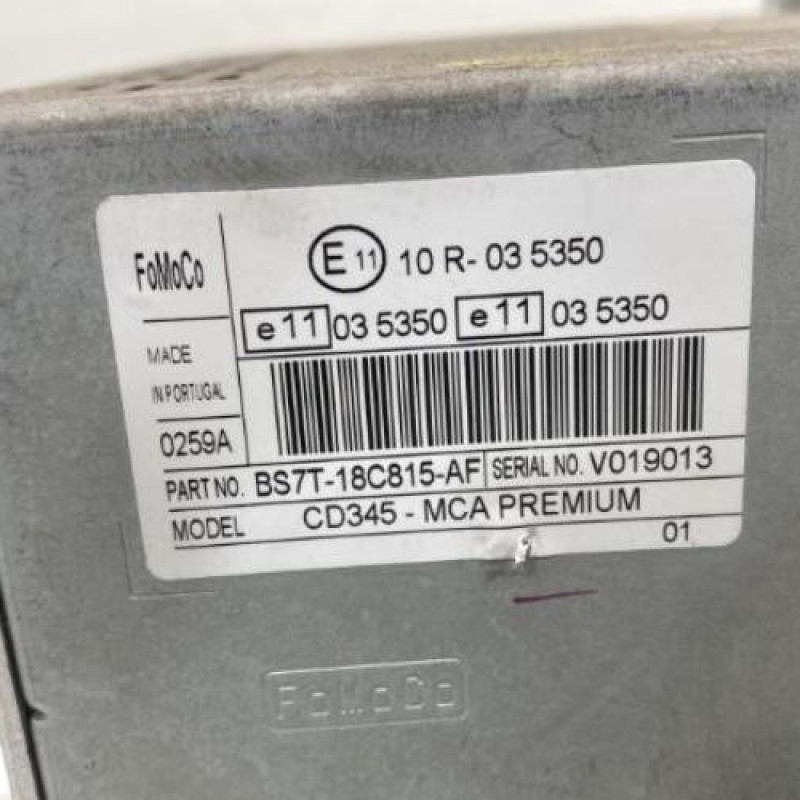 FoMoCo
E 11 10 R- 03 5350
e11 03 5350 e11 03 5350
MADE
IN PORTUGAL
0259A
PART NO. BS7T-18C815-AF SERIAL NO. V019013
MODEL CD345 - MCA PREMIUM
01
FoMoCo